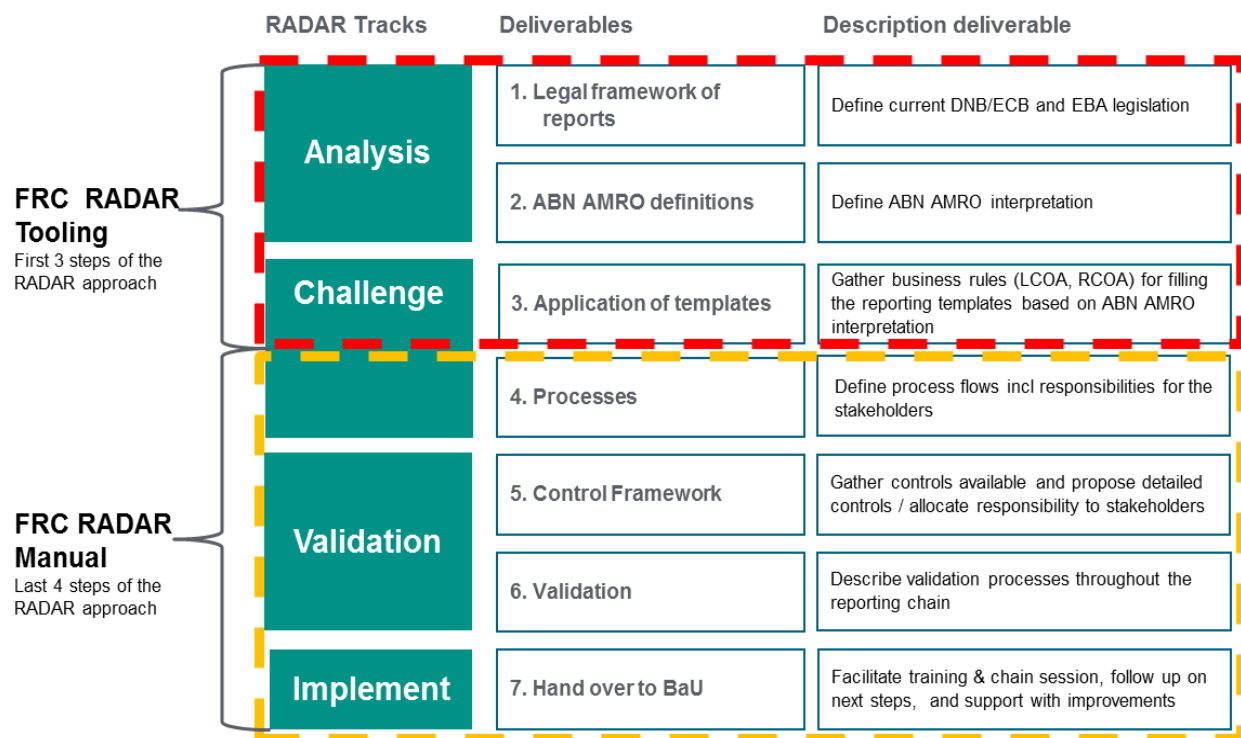 RADAR Tracks
Deliverables
Description deliverable
FRC RADAR
Tooling
First 3 steps of the
RADAR approach
Analysis
1. Legal framework of
reports
Define current DNB/ECB and EBA legislation
2. ABN AMRO definitions
Define ABN AMRO interpretation
Challenge
3. Application of templates
Gather business rules (LCOA, RCOA) for filling
the reporting templates based on ABN AMRO
interpretation
4. Processes
Define process flows incl responsibilities for the
stakeholders
FRC RADAR
Manual
Last 4 steps of the
RADAR approach
Validation
5. Control Framework
Gather controls available and propose detailed
controls / allocate responsibility to stakeholders
6. Validation
Describe validation processes throughout the
reporting chain
Implement
7. Hand over to BaU
Facilitate training & chain session, follow up on
next steps, and support with improvements